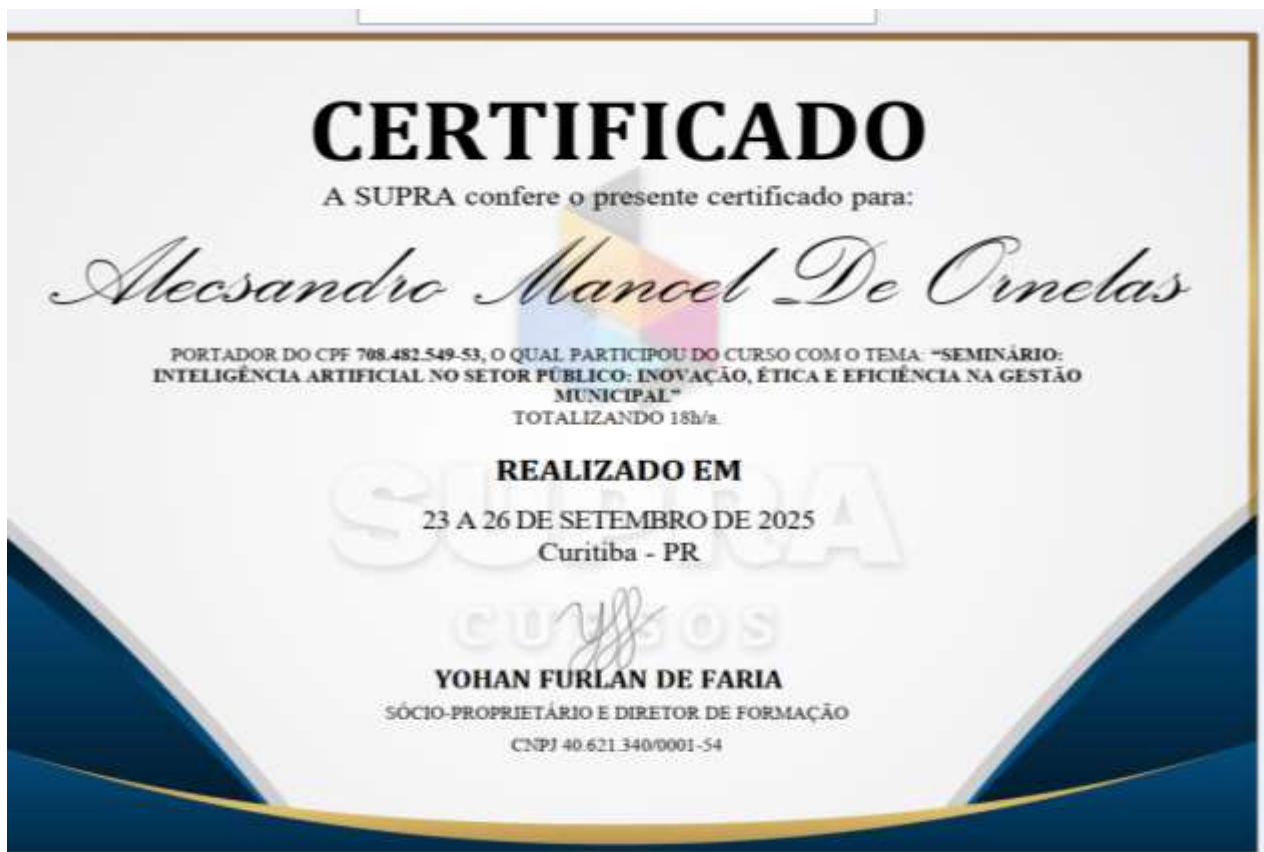 CERTIFICADO
A SUPRA confere o presente certificado para:
Alecsandro Manoel De Ornelas
PORTADOR DO CPF 708.482.549-53, O QUAL PARTICIPOU DO CURSO COM O TEMA: “SEMINÁRIO:
INTELIGÊNCIA ARTIFICIAL NO SETOR PÚBLICO: INOVAÇÃO, ÉTICA E EFICIÊNCIA NA GESTÃO
MUNICIPAL”
TOTALIZANDO 18h/a.
REALIZADO EM
23 A 26 DE SETEMBRO DE 2025
Curitiba - PR
SUPRA
CURSOS
YOHAN FURLAN DE FARIA
SÓCIO-PROPRIETÁRIO E DIRETOR DE FORMAÇÃO
CNPJ 40.621.340/0001-54